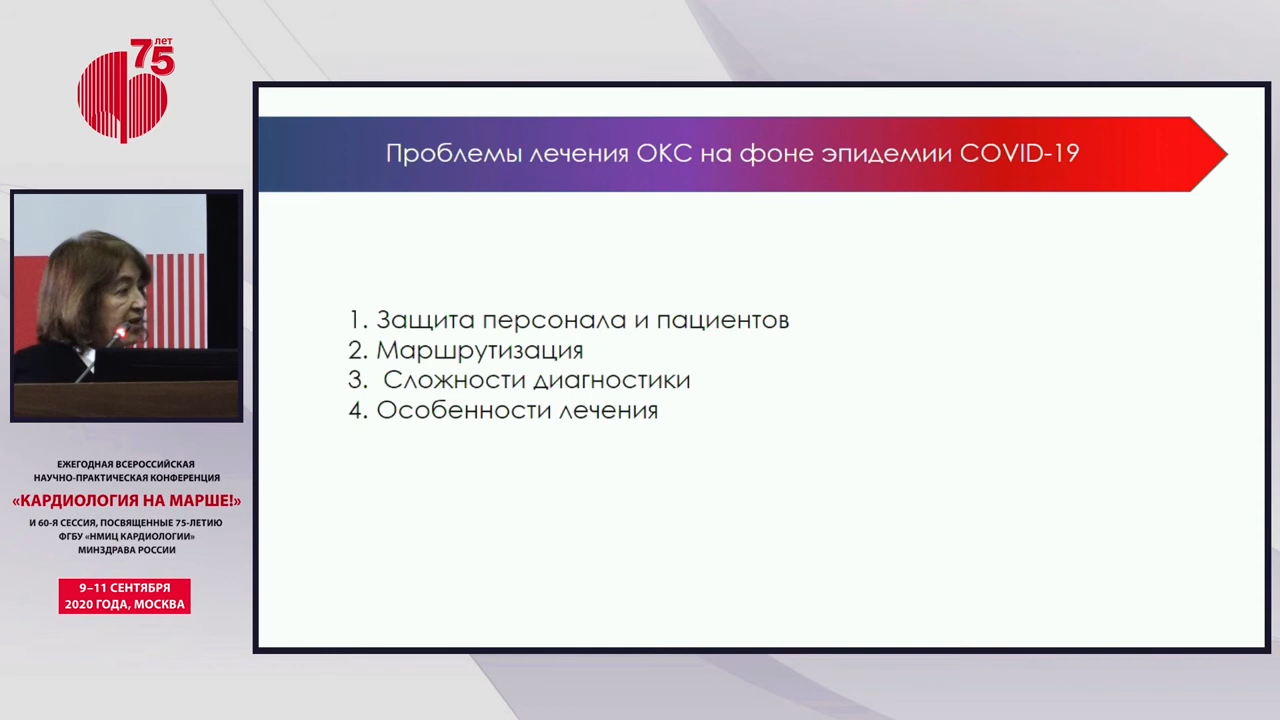 75 лет
Проблемы лечения ОКС на фоне эпидемии COVID-19
1. Защита персонала и пациентов
2. Маршрутизация
3. Сложности диагностики
4. Особенности лечения
ЕЖЕГОДНАЯ ВСЕРОССИЙСКАЯ
НАУЧНО-ПРАКТИЧЕСКАЯ КОНФЕРЕНЦИЯ
«КАРДИОЛОГИЯ НА МАРШЕ!»
И 60-Я СЕССИЯ, ПОСВЯЩЕННЫЕ 75-ЛЕТИЮ
ФГБУ «НМИЦ КАРДИОЛОГИИ»
МИНЗДРАВА РОССИИ
9–11 СЕНТЯБРЯ
2020 ГОДА, МОСКВА